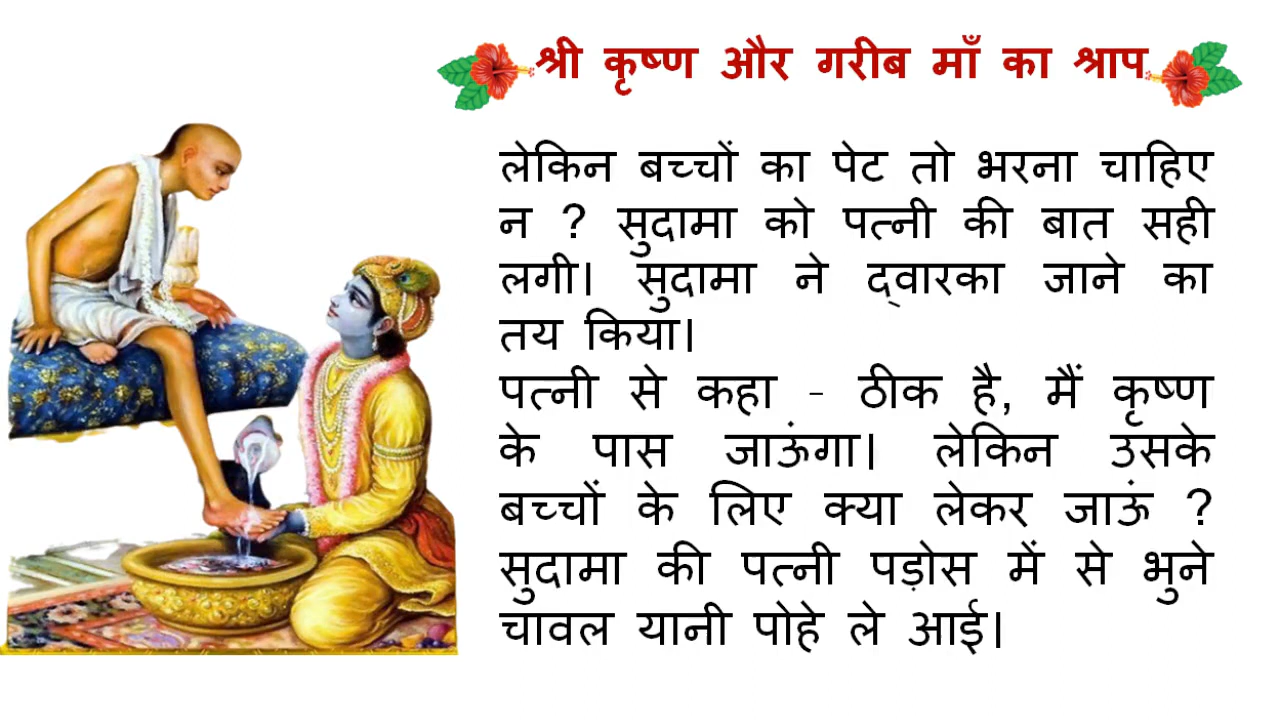 श्री कृष्ण और गरीब माँ का श्राप
लेकिन बच्चों का पेट तो भरना चाहिए
न ? सुदामा को पत्नी की बात सही
लगी। सुदामा ने द्वारका जाने का
तय किया।
पत्नी से कहा - ठीक है, मैं कृष्ण
के पास जाऊंगा। लेकिन उसके
बच्चों के लिए क्या लेकर जाऊं ?
सुदामा की पत्नी पड़ोस में से भुने
चावल यानी पोहे ले आई।